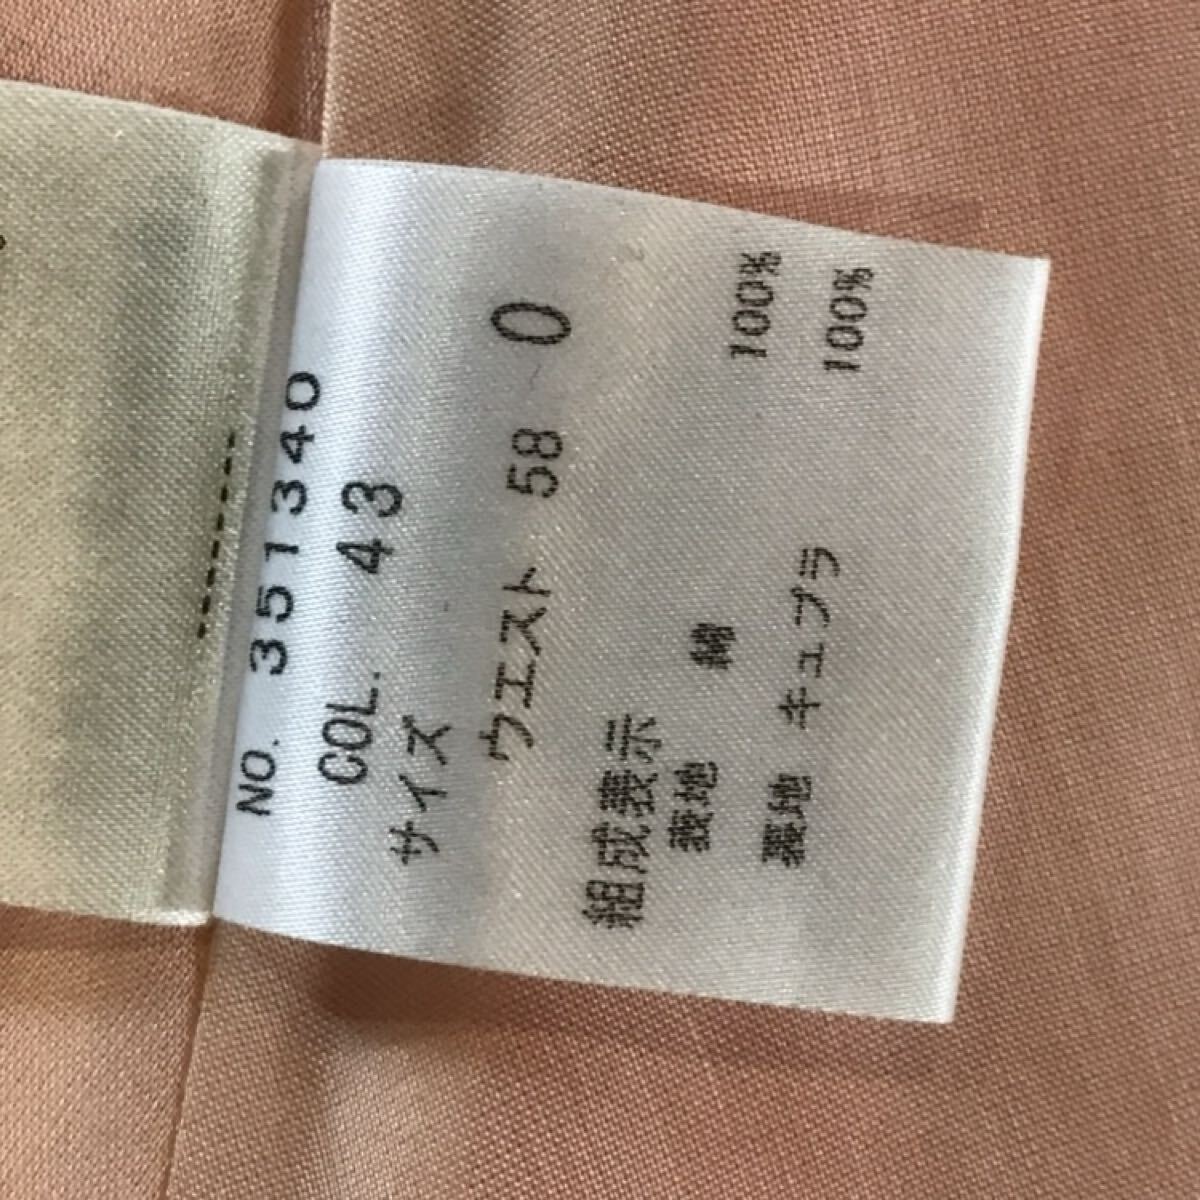 NO. 351340
COL. 43
サイズ
ウエスト 58 0
組成表示
表地 綿 100%
裏地 キュプラ 100%